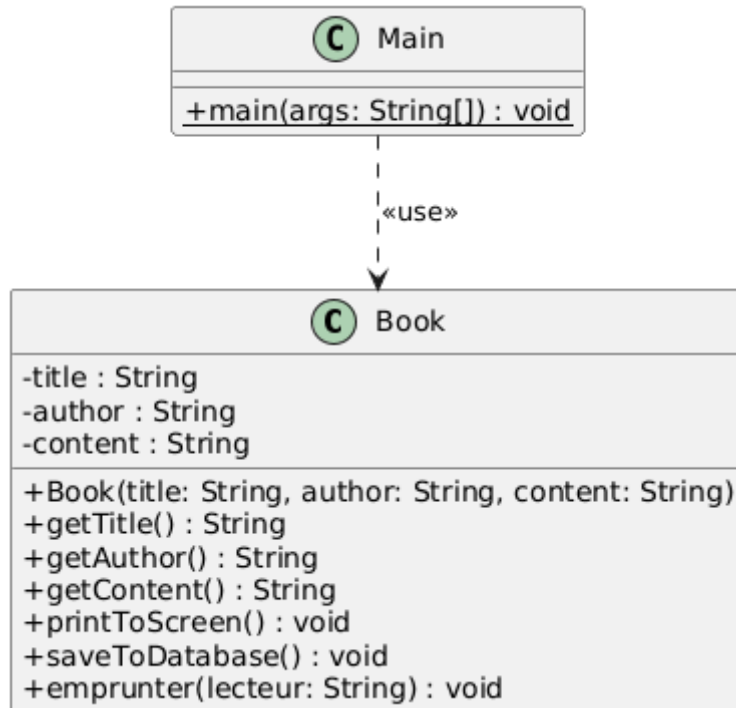 C Main
+main(args: String[]) : void
«use»
C Book
-title : String
-author : String
-content : String
+Book(title: String, author: String, content: String)
+getTitle() : String
+getAuthor() : String
+getContent() : String
+printToScreen() : void
+saveToDatabase() : void
+emprunter(lecteur: String) : void